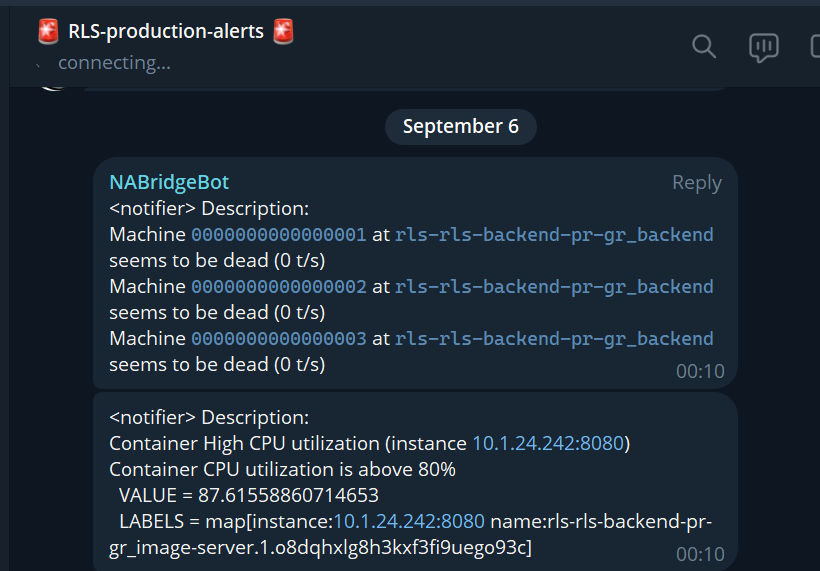 🚨 RLS-production-alerts 🚨
connecting...
September 6
NABridgeBot Reply
<notifier> Description:
Machine 0000000000000001 at rls-rls-backend-pr-gr_backend
seems to be dead (0 t/s)
Machine 0000000000000002 at rls-rls-backend-pr-gr_backend
seems to be dead (0 t/s)
Machine 0000000000000003 at rls-rls-backend-pr-gr_backend
seems to be dead (0 t/s)
00:10
<notifier> Description:
Container High CPU utilization (instance 10.1.24.242:8080)
Container CPU utilization is above 80%
VALUE = 87.61558860714653
LABELS = map[instance:10.1.24.242:8080 name:rls-rls-backend-pr-
gr_image-server.1.o8dqhxlg8h3kxf3fi9uego93c]
00:10